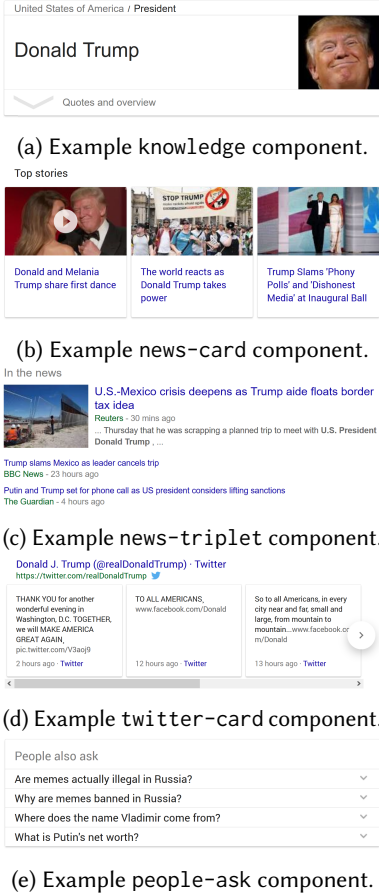 United States of America / President
Donald Trump
Quotes and overview
(a) Example knowledge component.
Top stories
STOP TRUMP
Donald and Melania Trump share first dance
The world reacts as Donald Trump takes power
Trump Slams 'Phony Polls' and 'Dishonest Media' at Inaugural Ball
(b) Example news-card component.
In the news
U.S.-Mexico crisis deepens as Trump aide floats border
tax idea
Reuters - 30 mins ago
... Thursday that he was scrapping a planned trip to meet with U.S. President
Donald Trump , ...
Trump slams Mexico as leader cancels trip
BBC News - 23 hours ago
Putin and Trump set for phone call as US president considers lifting sanctions
The Guardian - 4 hours ago
(c) Example news-triplet component.
Donald J. Trump (@realDonaldTrump) · Twitter
https://twitter.com/realDonaldTrump
THANK YOU for another
wonderful evening in
Washington, D.C. TOGETHER,
we will MAKE AMERICA
GREAT AGAIN,
pic.twitter.com/V3aoj9
2 hours ago · Twitter
TO ALL AMERICANS,
www.facebook.com/Donald
12 hours ago · Twitter
So to all Americans, in every
city near and far, small and
large, from mountain to
mountain...www.facebook.co
m/Donald
13 hours ago · Twitter
(d) Example twitter-card component.
People also ask
Are memes actually illegal in Russia?
Why are memes banned in Russia?
Where does the name Vladimir come from?
What is Putin's net worth?
(e) Example people-ask component.